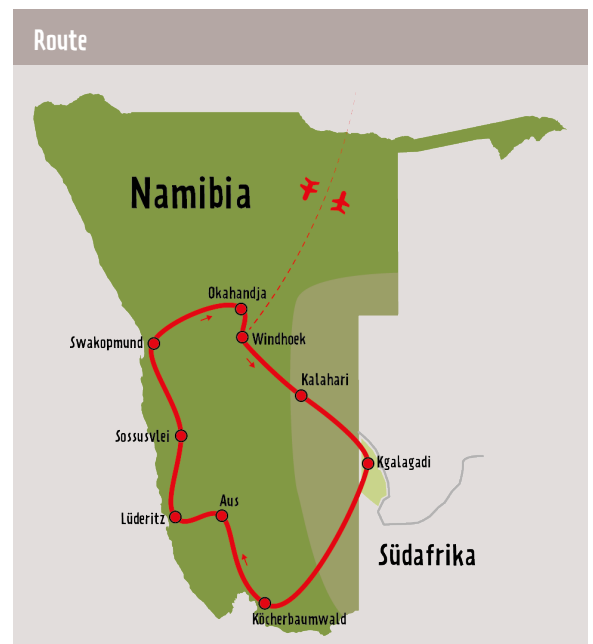 Route
Namibia
Okahandja
Swakopmund
Windhoek
Kalahari
Sossusvlei
Kgalagadi
Aus
Lüderitz
Südafrika
Köcherbaumwald